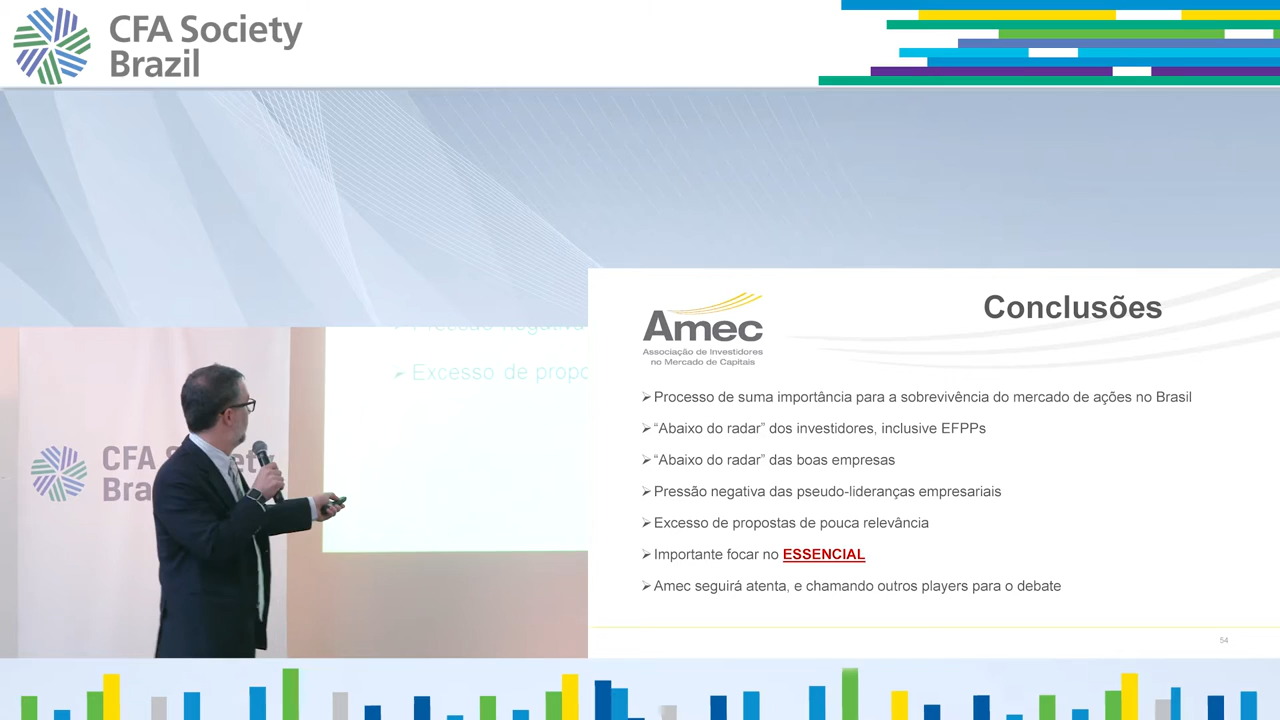 CFA Society
Brazil
Excesso de propo
CFA S
ety
Bra
Amec
Associação de Investidores
no Mercado de Capitais
Conclusões
Processo de suma importância para a sobrevivência do mercado de ações no Brasil
“Abaixo do radar” dos investidores, inclusive EFPPs
“Abaixo do radar” das boas empresas
Pressão negativa das pseudo-lideranças empresariais
Excesso de propostas de pouca relevância
Importante focar no ESSENCIAL
Amec seguirá atenta, e chamando outros players para o debate
54